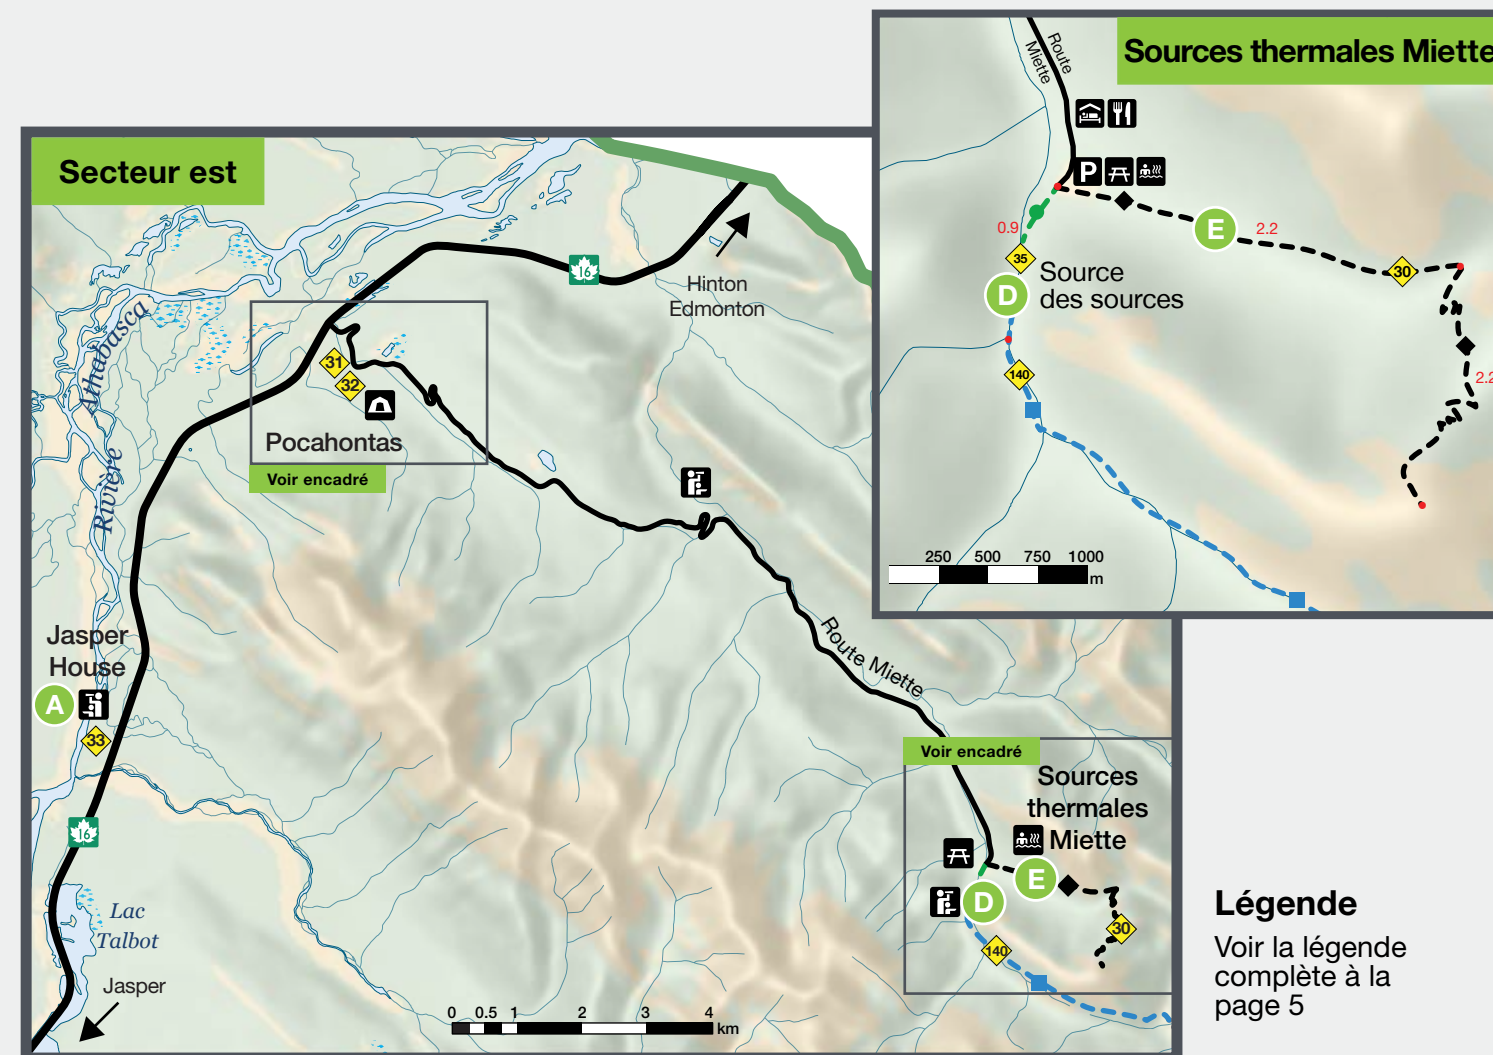 Secteur est
16
Hinton
Edmonton
Athabasca
Rivière
31
32
Pocahontas
Voir encadré
Jasper
House
A
33
16
Lac
Talbot
Jasper
Route Miette
Voir encadré
Sources
thermales
Miette
E
D
30
140
0 0.5 1 2 3 4
km
Sources thermales Miette
Route
Miette
P
0.9
E
2.2
35
30
D
Source
des sources
140
2.2
250 500 750 1000
m
Légende
Voir la légende
complète à la
page 5